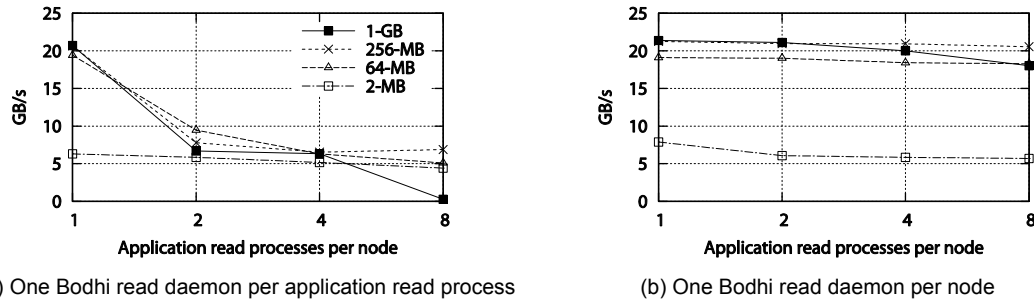 25
20
15
10
5
0
GB/s
1-GB
256-MB
64-MB
2-MB
1 2 4 8
Application read processes per node
) One Bodhi read daemon per application read process
25
20
15
10
5
0
GB/s
1 2 4 8
Application read processes per node
(b) One Bodhi read daemon per node